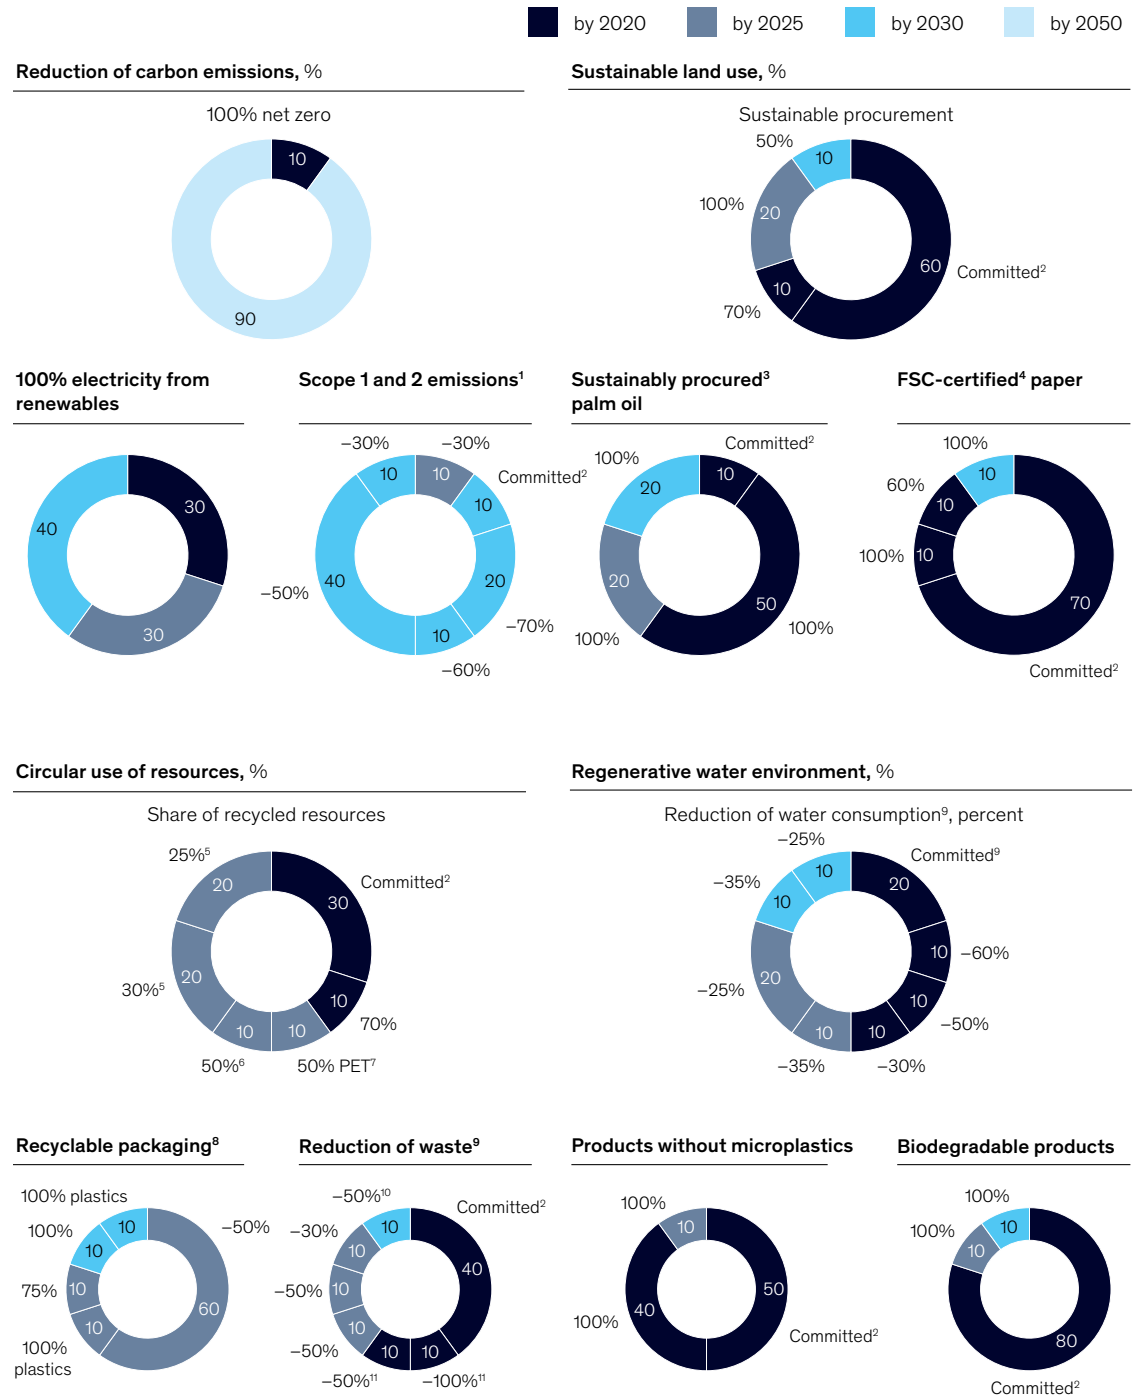 by 2020
by 2025
by 2030
by 2050
Reduction of carbon emissions, %
100% net zero
10
90
Sustainable land use, %
Sustainable procurement
50%
10
100%
20
60
Committed²
10
70%
100% electricity from
renewables
30
40
30
Scope 1 and 2 emissions¹
–30%
–30%
10
10
Committed²
10
40
20
–50%
10
–70%
–60%
Sustainably procured³
palm oil
Committed²
100%
10
20
20
50
100%
100%
FSC-certified⁴ paper
100%
10
60%
10
100%
10
70
Committed²
Circular use of resources, %
Share of recycled resources
25%⁵
20
Committed²
30
20
30%⁵
10
70%
10
10
50%⁶
50% PET⁷
Regenerative water environment, %
Reduction of water consumption⁹, percent
–25%
Committed⁹
10
20
–35%
10
10
–60%
20
–25%
10
–50%
10
10
–35%
–30%
Recyclable packaging⁸
100% plastics
10
–50%
100%
10
75%
10
60
10
100%
plastics
Reduction of waste⁹
–50%¹⁰
Committed²
10
–30%
10
40
–50%
10
10
–50%
10
10
–50%¹¹
–100%¹¹
Products without microplastics
100%
10
50
40
100%
Committed²
Biodegradable products
100%
10
100%
10
80
Committed²